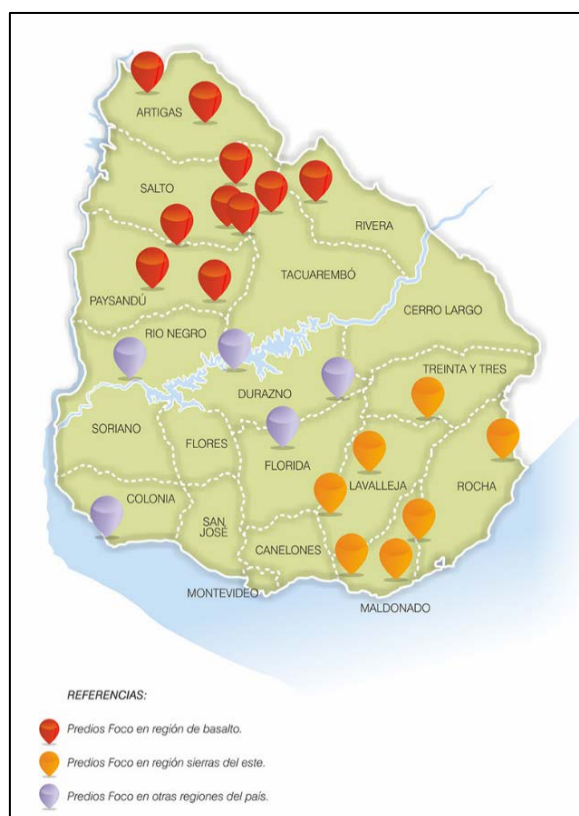 ARTIGAS
SALTO
RIVERA
TACUAREMBÓ
PAYSANDÚ
CERRO LARGO
RIO NEGRO
TREINTA Y TRES
DURAZNO
SORIANO
FLORES
FLORIDA
LAVALLEJA
ROCHA
COLONIA
SAN
JOSÉ
CANELONES
MONTEVIDEO
MALDONADO
REFERENCIAS:
Predios Foco en región de basalto.
Predios Foco en región sierras del este.
Predios Foco en otras regiones del país.